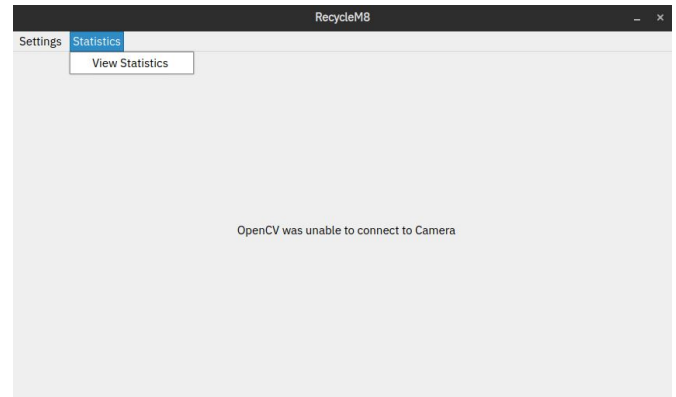 RecycleM8
Settings Statistics
View Statistics
OpenCV was unable to connect to Camera